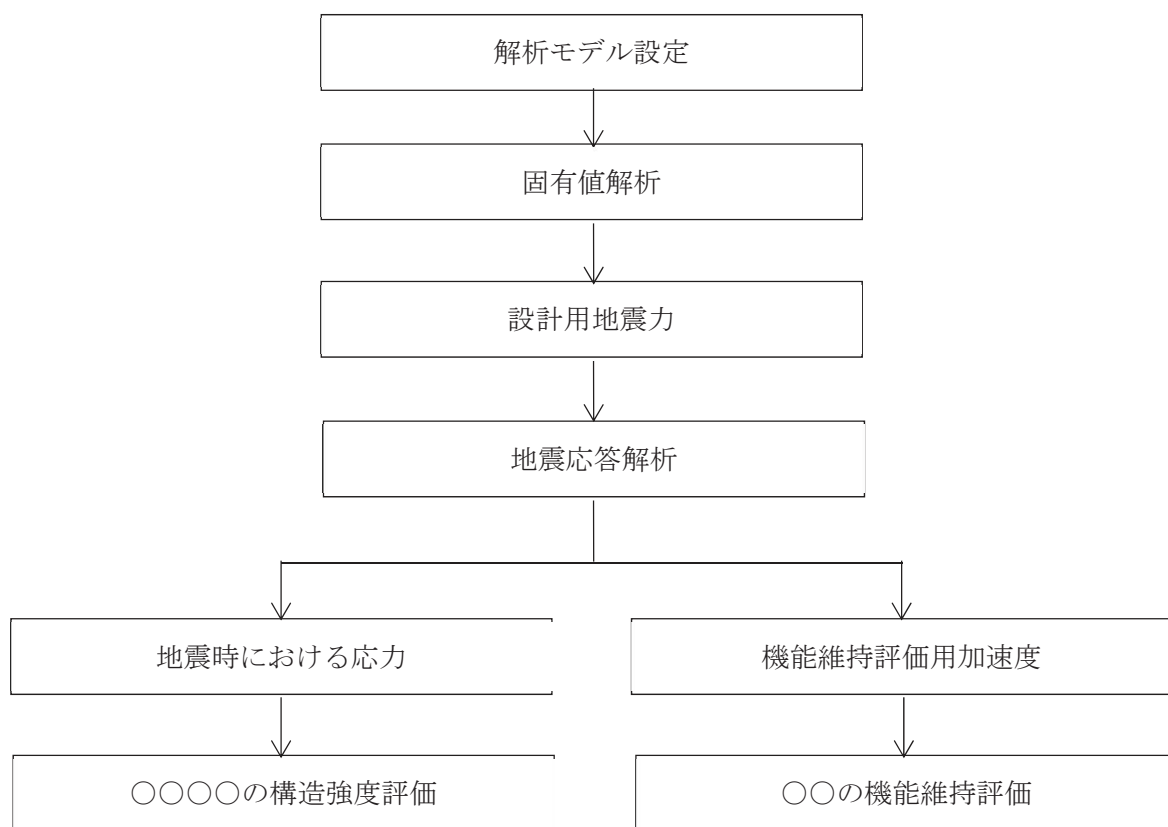 解析モデル設定
固有値解析
設計用地震力
地震応答解析
地震時における応力
機能維持評価用加速度
○○○○の構造強度評価
○○の機能維持評価